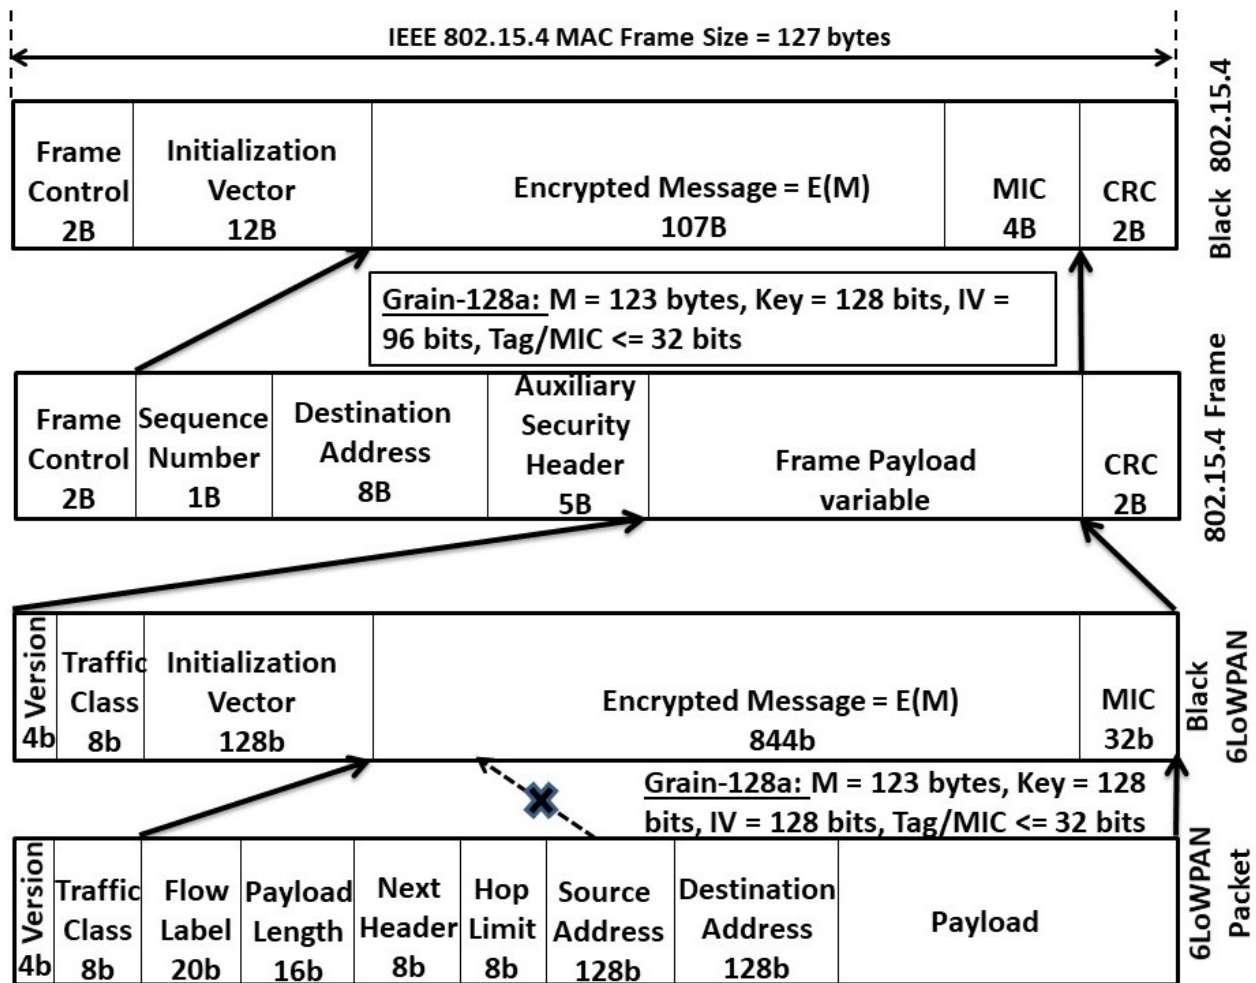 IEEE 802.15.4 MAC Frame Size = 127 bytes
Frame
Control
2B
Initialization
Vector
12B
Encrypted Message = E(M)
107B
MIC
4B
CRC
2B
Black 802.15.4
Grain-128a: M = 123 bytes, Key = 128 bits, IV =
96 bits, Tag/MIC <= 32 bits
Frame
Control
2B
Sequence
Number
1B
Destination
Address
8B
Auxiliary
Security
Header
5B
Frame Payload
variable
CRC
2B
802.15.4 Frame
Version
4b
Traffic
Class
8b
Initialization
Vector
128b
Encrypted Message = E(M)
844b
MIC
32b
Black
6LoWPAN
Grain-128a: M = 123 bytes, Key = 128
bits, IV = 128 bits, Tag/MIC <= 32 bits
Version
4b
Traffic
Class
8b
Flow
Label
20b
Payload
Length
16b
Next
Header
8b
Hop
Limit
8b
Source
Address
128b
Destination
Address
128b
Payload
6LoWPAN
Packet